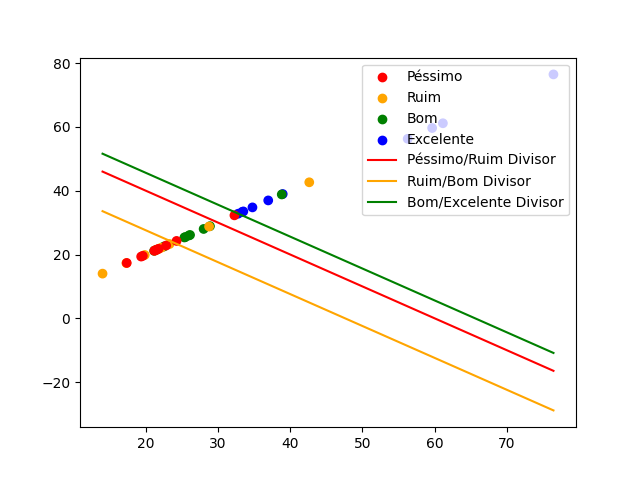 80
60
40
20
0
−20
20
30
40
50
60
70
Péssimo
Ruim
Bom
Excelente
Péssimo/Ruim Divisor
Ruim/Bom Divisor
Bom/Excelente Divisor